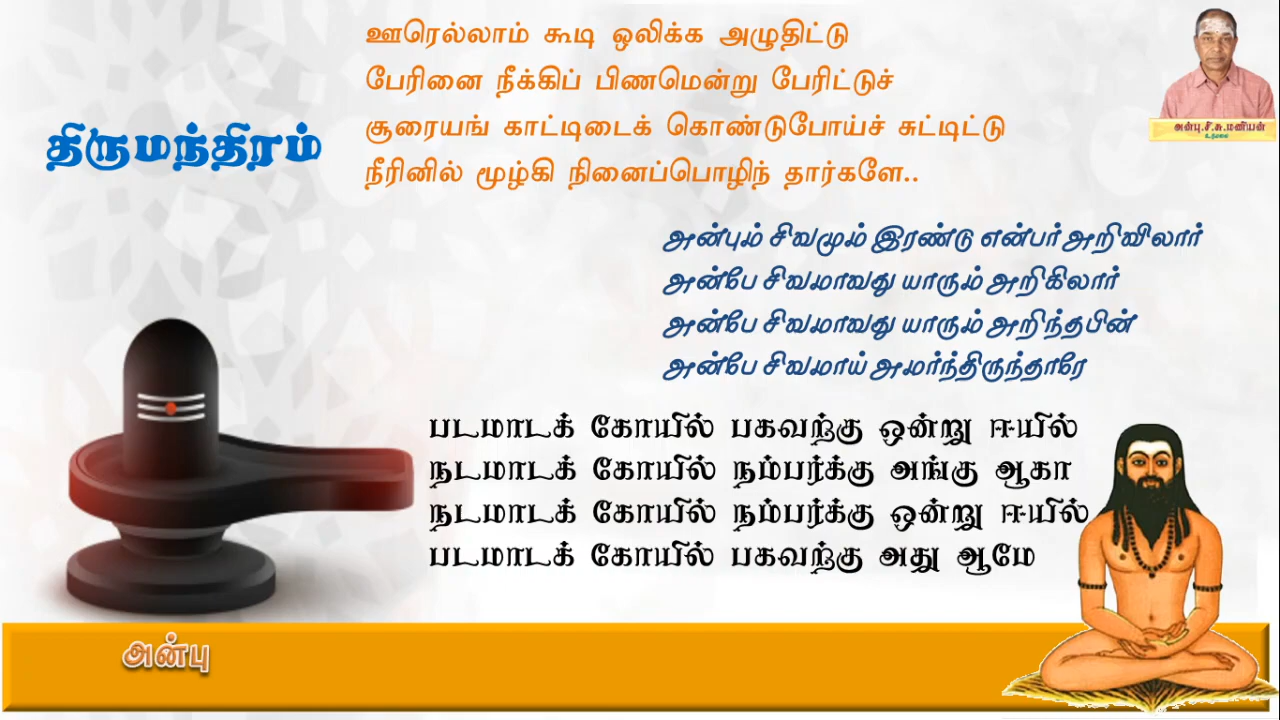 திருமந்திரம்
ஊரெல்லாம் கூடி ஒலிக்க அழுதிட்டு
பேரினை நீக்கிப் பிணமென்று பேரிட்டுச்
சூரையங் காட்டிடைக் கொண்டுபோய்ச் சுட்டிட்டு
நீரினில் மூழ்கி நினைப்பொழிந் தார்களே..
அன்பு.சி.சு.மணியன்
உடுமலை
அன்பும் சிவமும் இரண்டு என்பர் அறிவிலார்
அன்பே சிவமாவது யாரும் அறிகிலார்
அன்பே சிவமாவது யாரும் அறிந்தபின்
அன்பே சிவமாய் அமர்ந்திருந்தாரே
படமாடக் கோயில் பகவற்கு ஒன்று ஈயில்
நடமாடக் கோயில் நம்பர்க்கு அங்கு ஆகா
நடமாடக் கோயில் நம்பர்க்கு ஒன்று ஈயில்
படமாடக் கோயில் பகவற்கு அது ஆமே
அன்பு